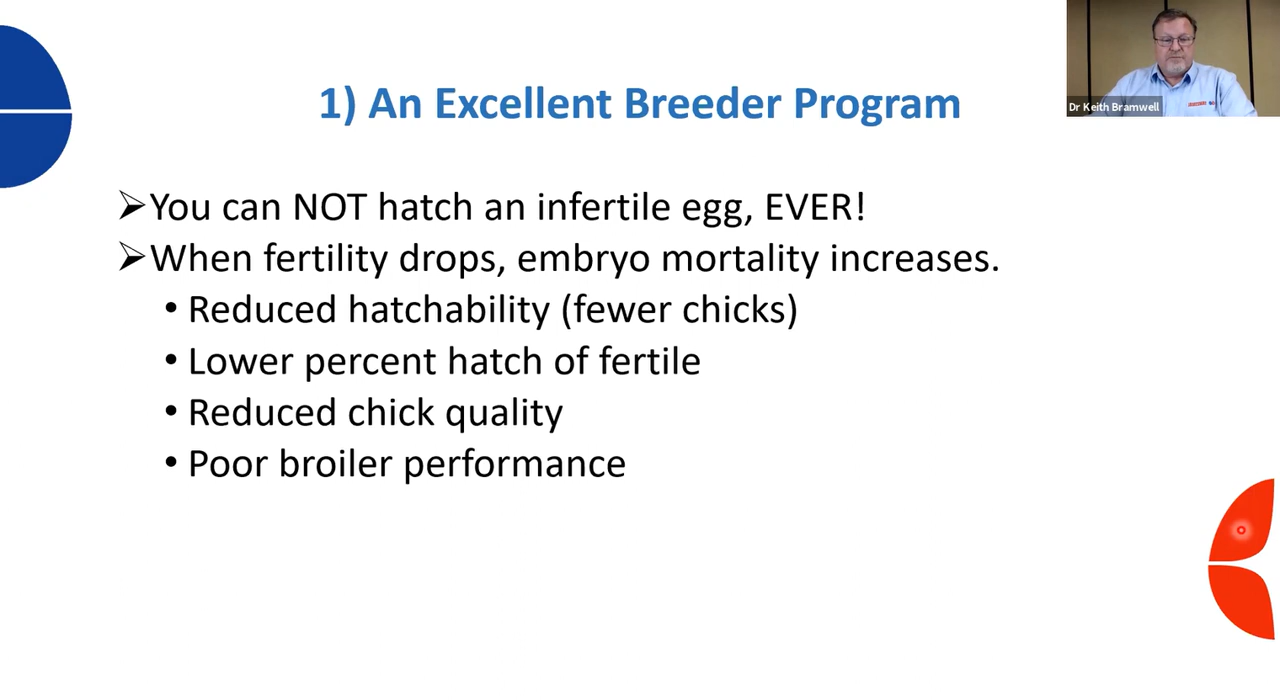 Dr Keith Bramwell
1) An Excellent Breeder Program
➢You can NOT hatch an infertile egg, EVER!
➢When fertility drops, embryo mortality increases.
• Reduced hatchability (fewer chicks)
• Lower percent hatch of fertile
• Reduced chick quality
• Poor broiler performance